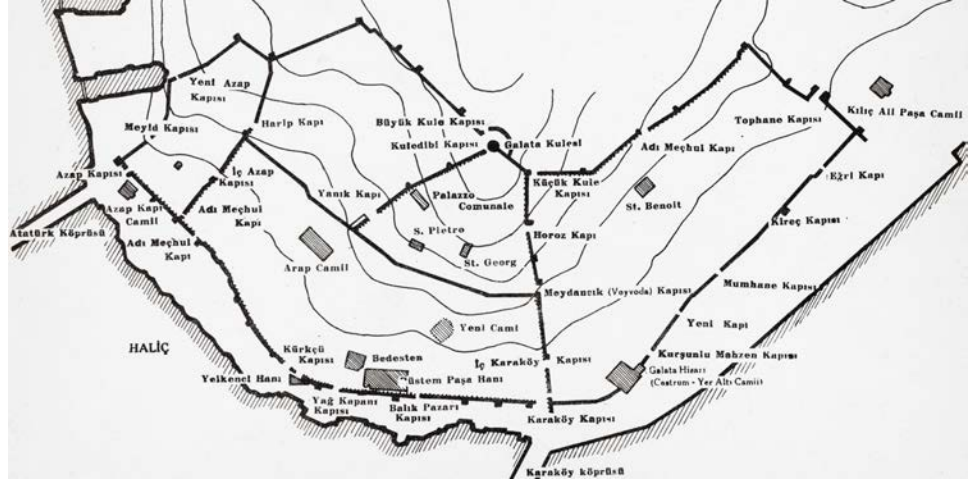 Yeni Azap
Kapısı
Meyid Kapısı
Harip Kapı
Büyük Kule Kapısı
Kuledibi Kapısı
Galata Kulesi
Adı Meçhul Kapı
Tophane Kapısı
Kılıç Ali Paşa Camii
Azap Kapısı
İç Azap
Kapısı
Azap Kapı
Camii
Adı Meçhul
Kapı
Yanık Kapı
Palazzo
Comunale
Küçük Kule
Kapısı
St. Benoit
Eğri Kapı
Kireç Kapısı
Atatürk Köprüsü
Adı Meçhul
Kapı
Arap Camii
S. Pietro
St. Georg
Horoz Kapı
Meydancık (Voyvoda) Kapısı
Mumhane Kapısı
Yeni Kapı
HALİÇ
Yeni Cami
Kürkçü
Kapısı
Bedesten
İç Karaköy Kapısı
Kurşunlu Mahzen Kapısı
Galata Hisarı
(Castrum - Yer Altı Camii)
Yelkenci Hanı
Rüstem Paşa Hanı
Yağ Kapanı
Kapısı
Balık Pazarı
Kapısı
Karaköy Kapısı
Karaköy köprüsü